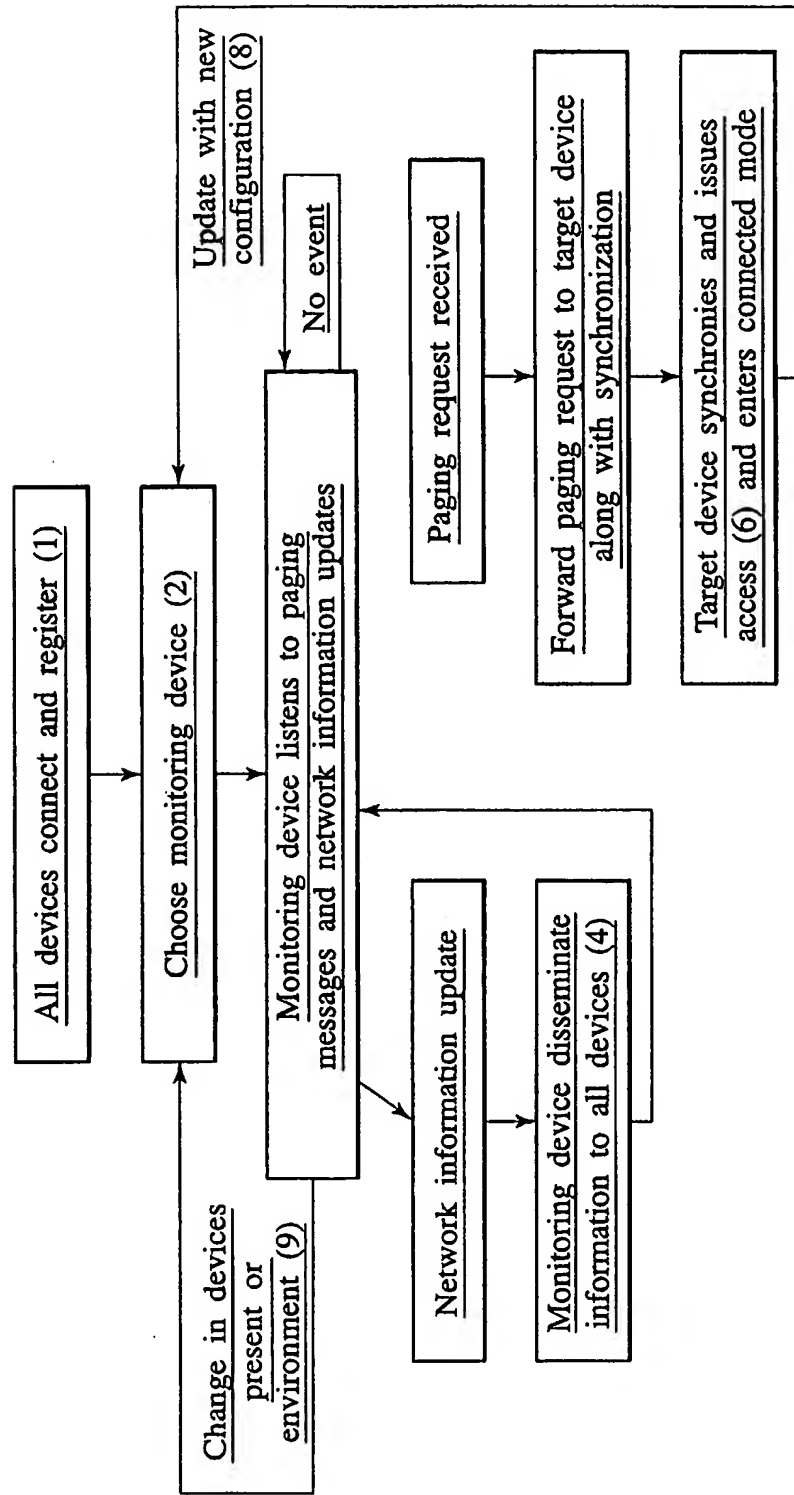 All devices connect and register (1)
Choose monitoring device (2)
Update with new
configuration (8)
Change in devices
present or
environment (9)
Monitoring device listens to paging
messages and network information updates
No event
Network information update
Monitoring device disseminate
information to all devices (4)
Paging request received
Forward paging request to target device
along with synchronization
Target device synchronies and issues
access (6) and enters connected mode